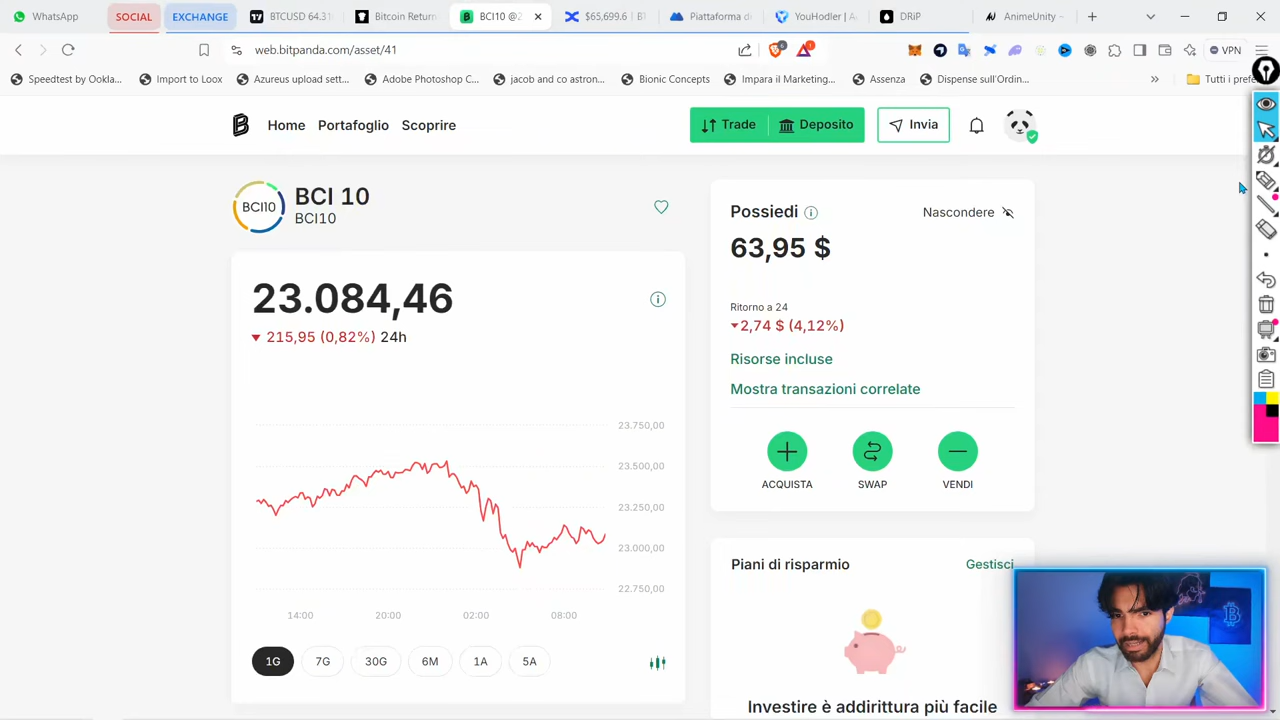 WhatsApp
SOCIAL
EXCHANGE
BTCUSD 64.31
Bitcoin Return
BCI10 @2
$65,699.6 | B
Piattaforma d
YouHodler | A
DRiP
AnimeUnity
web.bitpanda.com/asset/41
VPN
Speedtest by Ookla...
Import to Loox
Azureus upload sett...
Adobe Photoshop C...
jacob and co astron...
Bionic Concepts
Impara il Marketing...
Assenza
Dispense sull'Ordin...
Tutti i prefe
Home
Portafoglio
Scoprire
Trade
Deposito
Invia
BCI10
BCI 10
BCI10
23.084,46
215,95 (0,82%) 24h
23.750,00
23.500,00
23.250,00
23.000,00
22.750,00
14:00
20:00
02:00
08:00
1G
7G
30G
6M
1A
5A
Possiedi
Nascondere
63,95 $
Ritorno a 24
2,74 $ (4,12%)
Risorse incluse
Mostra transazioni correlate
ACQUISTA
SWAP
VENDI
Piani di risparmio
Gestisci
Investire è addirittura più facile